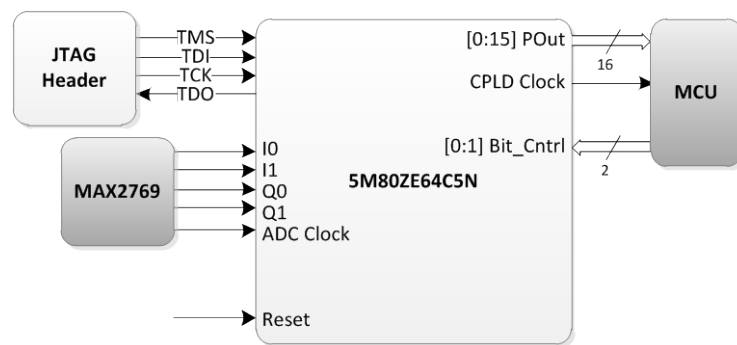 JTAG
Header
TMS
TDI
TCK
TDO
MAX2769
I0
I1
Q0
Q1
ADC Clock
Reset
5M80ZE64C5N
[0:15] POut
16
CPLD Clock
[0:1] Bit_Cntrl
2
MCU